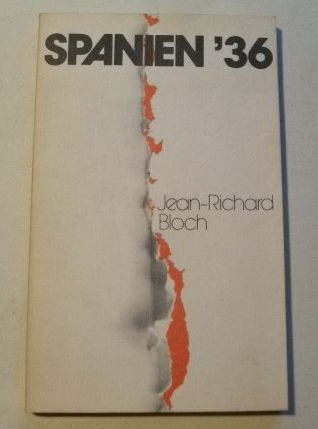 SPANIEN '36
Jean-Richard
Bloch